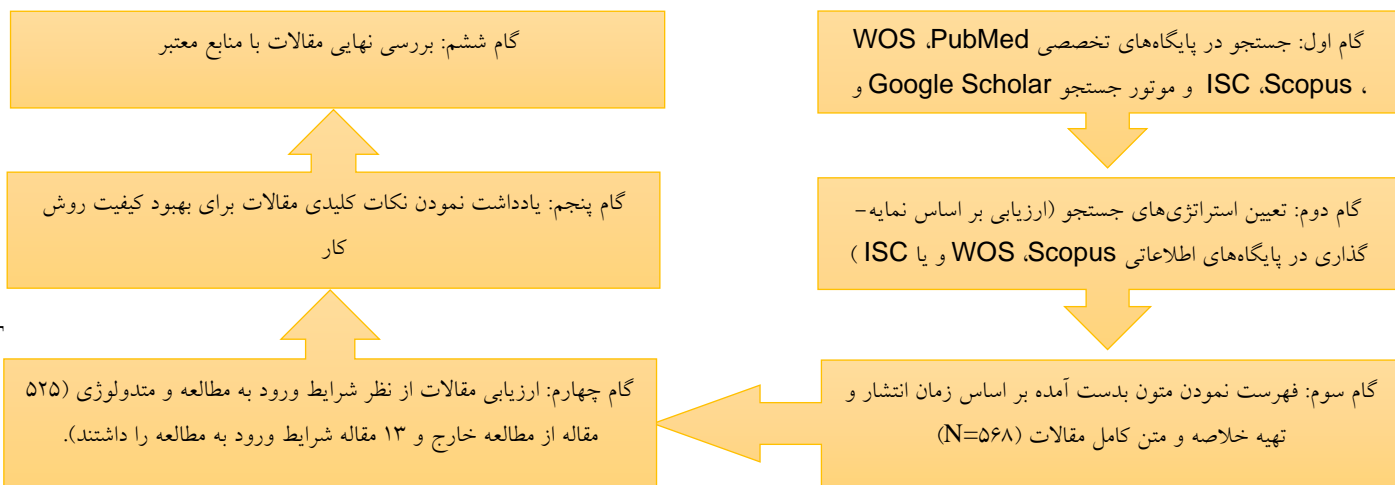 گام اول: جستجو در پایگاه‌های تخصصی WOS ،PubMed
، ISC ،Scopus و موتور جستجو Google Scholar و
گام دوم: تعیین استراتژی‌های جستجو (ارزیابی بر اساس نمایه-
گذاری در پایگاه‌های اطلاعاتی WOS ،Scopus و یا ISC )
گام سوم: فهرست نمودن متون بدست آمده بر اساس زمان انتشار و
تهیه خلاصه و متن کامل مقالات (N=۵۶۸)
گام چهارم: ارزیابی مقالات از نظر شرایط ورود به مطالعه و متدولوژی (۵۲۵
مقاله از مطالعه خارج و ۱۳ مقاله شرایط ورود به مطالعه را داشتند).
گام پنجم: یادداشت نمودن نکات کلیدی مقالات برای بهبود کیفیت روش
کار
گام ششم: بررسی نهایی مقالات با منابع معتبر